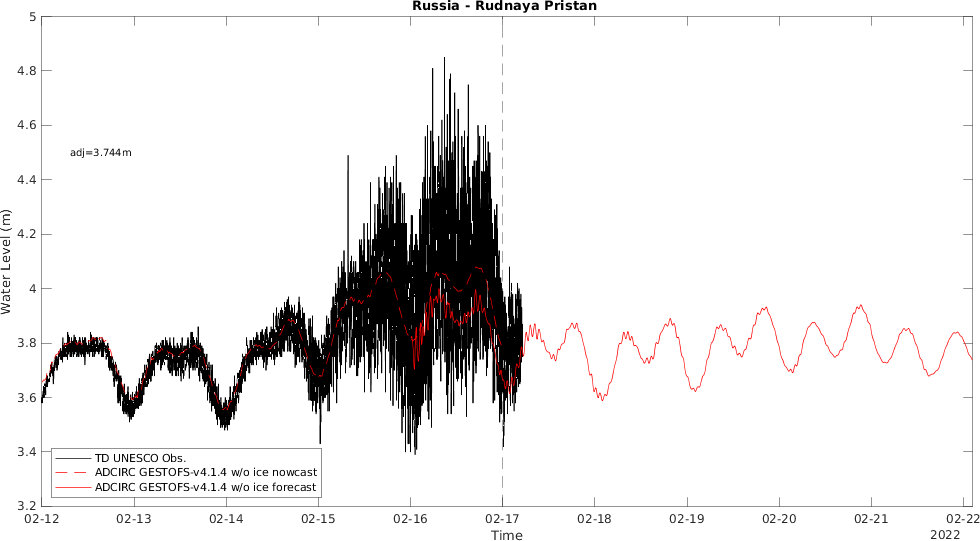 Russia - Rudnaya Pristan
5
4.8
4.6
adj=3.744m
4.4
4.2
4
3.8
3.6
3.4
3.2
Water Level (m)
TD UNESCO Obs.
ADCIRC GESTOFS-v4.1.4 w/o ice nowcast
ADCIRC GESTOFS-v4.1.4 w/o ice forecast
02-12 02-13 02-14 02-15 02-16 02-17 02-18 02-19 02-20 02-21 02-22
Time
2022